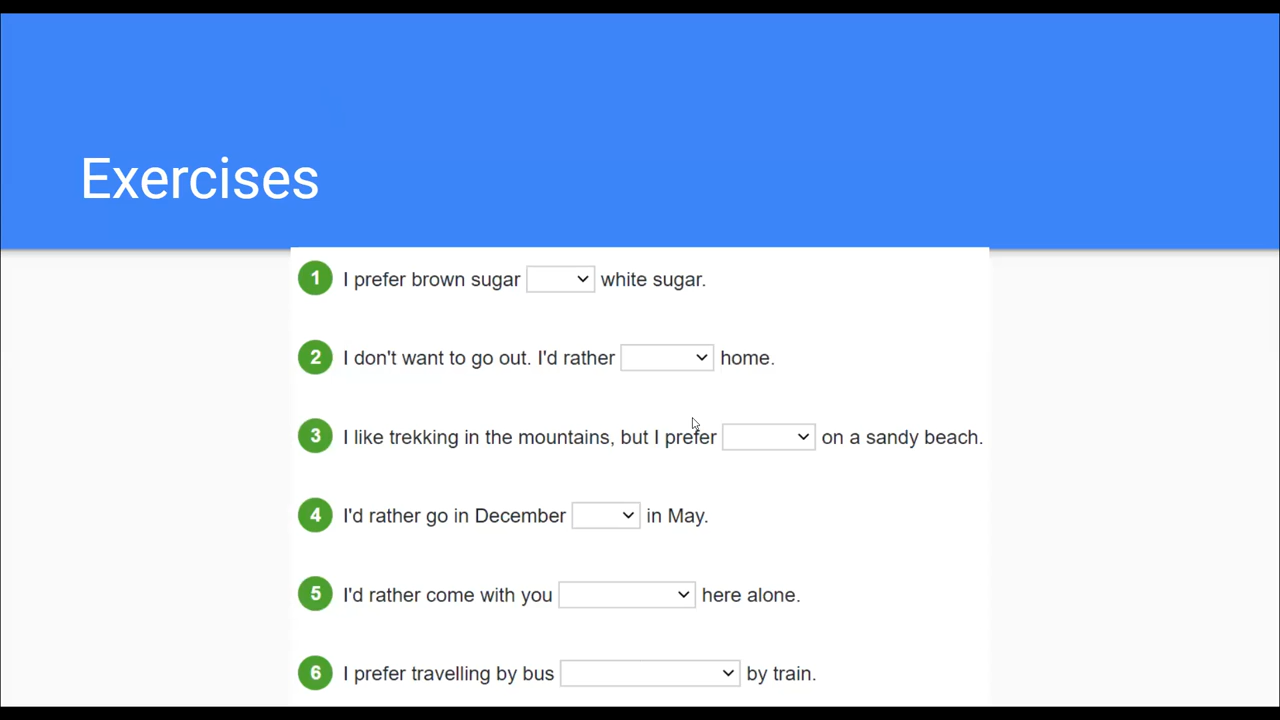 Exercises
1 I prefer brown sugar white sugar.
2 I don't want to go out. I'd rather home.
3 I like trekking in the mountains, but I prefer on a sandy beach.
4 I'd rather go in December in May.
5 I'd rather come with you here alone.
6 I prefer travelling by bus by train.